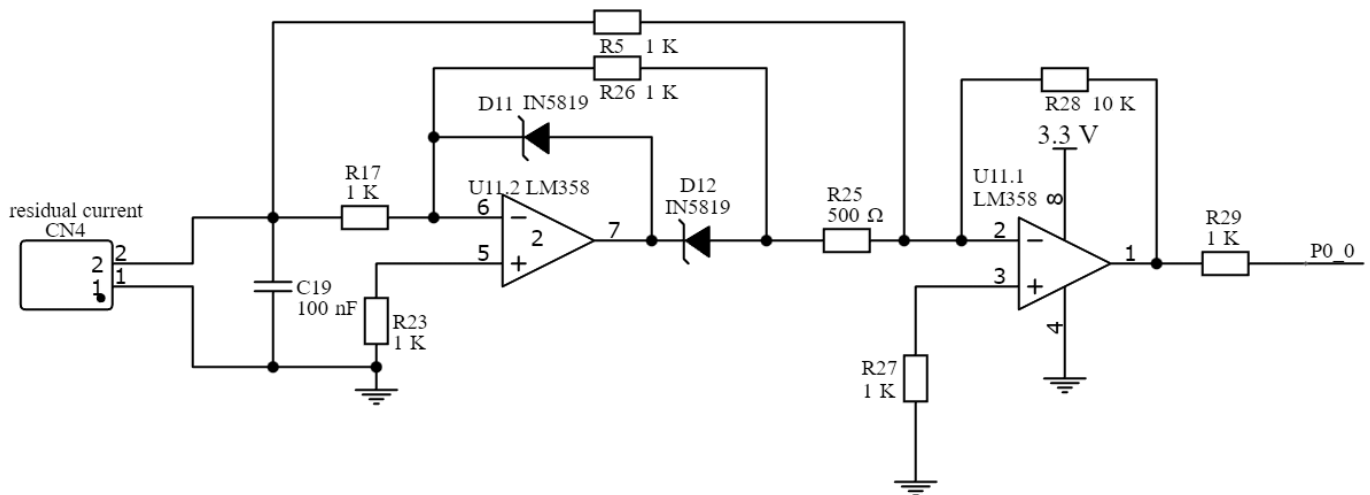 R5 1 K
R26 1 K
D11 IN5819
R28 10 K
3.3 V
R17
1 K
U11.2 LM358
D12
IN5819
R25
500 Ω
U11.1
LM358
8
R29
1 K
residual current
CN4
6
2
7
5
2
3
1
P0_0
2
2
1
1
C19
100 nF
R23
1 K
4
R27
1 K